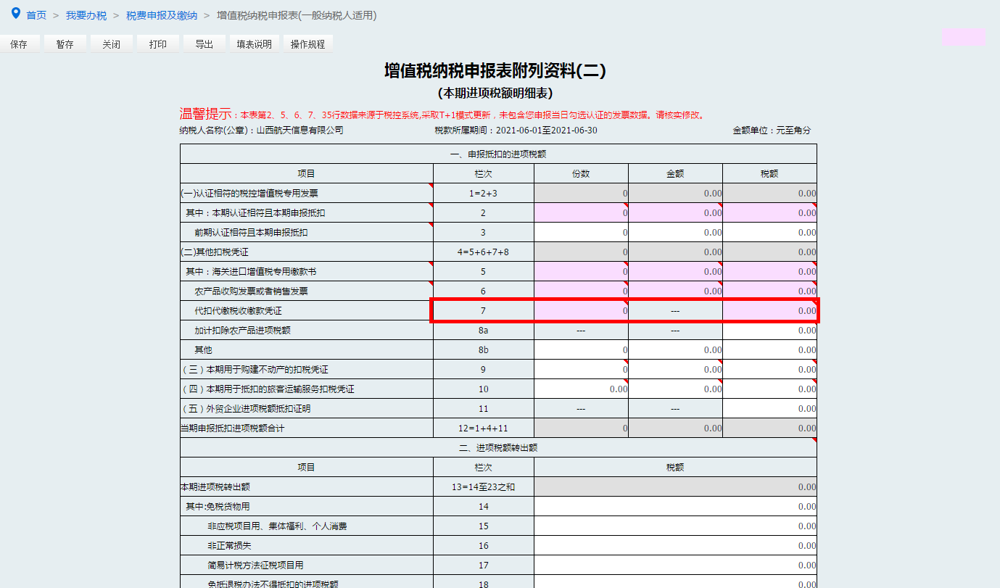 首页 > 我要办税 > 税费申报及缴纳 > 增值税纳税申报表(一般纳税人适用)
保存 暂存 关闭 打印 导出 填表说明 操作规程
增值税纳税申报表附列资料(二)
(本期进项税额明细表)
温馨提示：本表第2、5、6、7、35行数据来源于税控系统,采取T+1模式更新，未包含您申报当日勾选认证的发票数据。请核实修改。
纳税人名称(公章)：山西航天信息有限公司 税款所属期间：2021-06-01至2021-06-30 金额单位：元至角分
一、申报抵扣的进项税额
项目 栏次 份数 金额 税额
(一)认证相符的税控增值税专用发票 1=2+3 0 0.00 0.00
其中：本期认证相符且本期申报抵扣 2 0 0.00 0.00
前期认证相符且本期申报抵扣 3 0 0.00 0.00
(二)其他扣税凭证 4=5+6+7+8 0 0.00 0.00
其中：海关进口增值税专用缴款书 5 0 0.00 0.00
农产品收购发票或者销售发票 6 0 0.00 0.00
代扣代缴税收缴款凭证 7 0 --- 0.00
加计扣除农产品进项税额 8a --- --- 0.00
其他 8b 0 0.00 0.00
（三）本期用于购建不动产的扣税凭证 9 0 0.00 0.00
（四）本期用于抵扣的旅客运输服务扣税凭证 10 0.00 0.00 0.00
（五）外贸企业进项税额抵扣证明 11 --- --- 0.00
当期申报抵扣进项税额合计 12=1+4+11 0 0.00 0.00
二、进项税额转出额
项目 栏次 税额
本期进项税转出额 13=14至23之和 0.00
其中:免税货物用 14 0.00
非应税项目用、集体福利、个人消费 15 0.00
非正常损失 16 0.00
简易计税方法征税项目用 17 0.00
免抵退税办法不得抵扣的进项税额 18 0.00